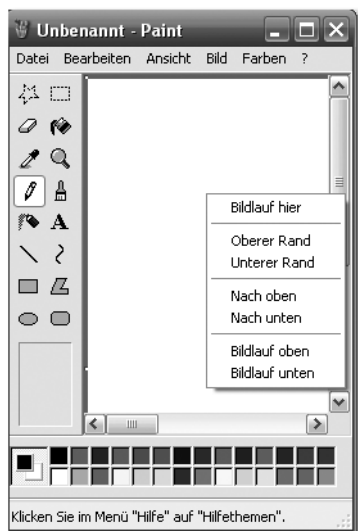 Unbenannt - Paint
Datei Bearbeiten Ansicht Bild Farben ?
A
Bildlauf hier
Oberer Rand
Unterer Rand
Nach oben
Nach unten
Bildlauf oben
Bildlauf unten
Klicken Sie im Menü "Hilfe" auf "Hilfethemen".